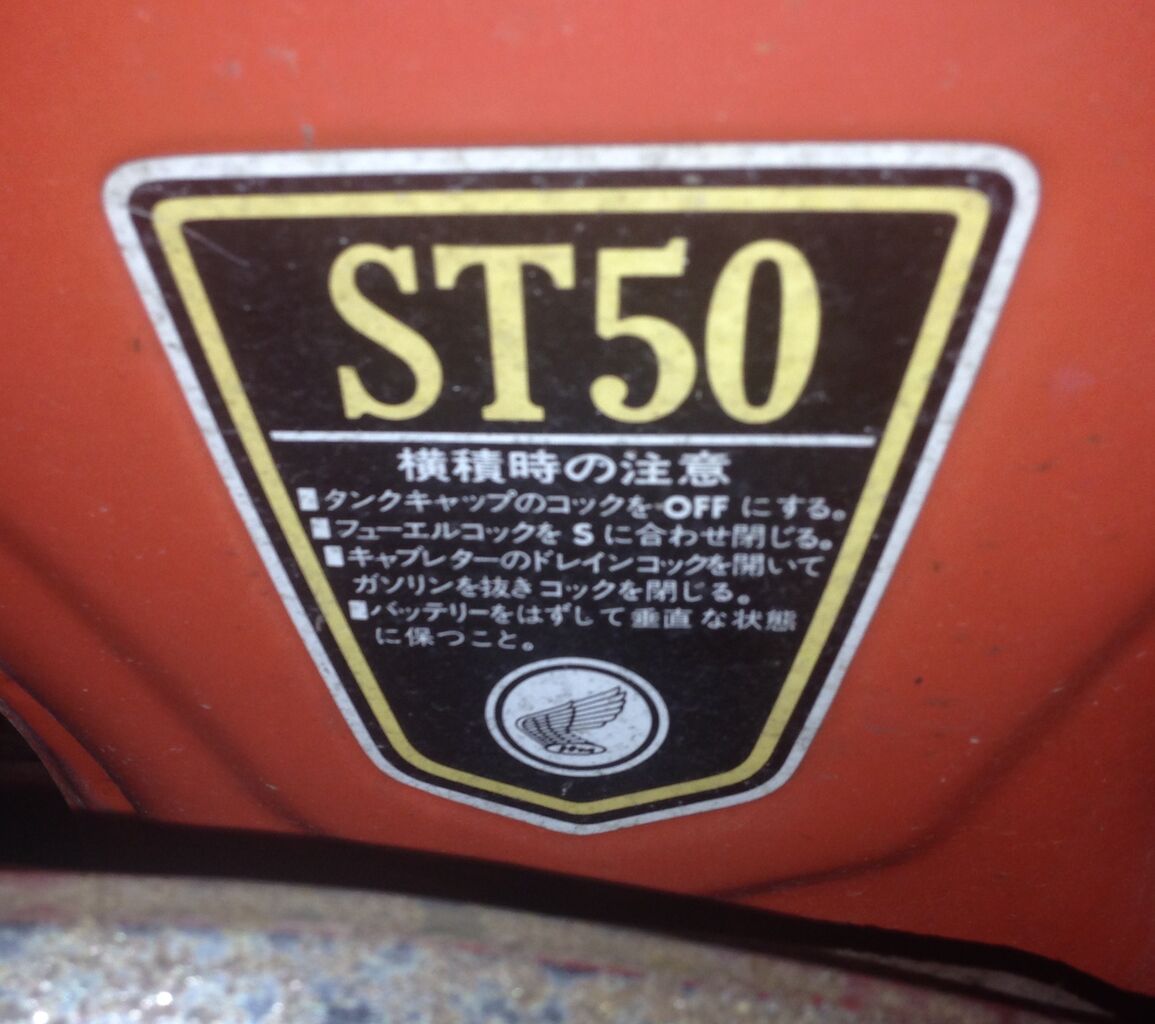 ST50
横積時の注意
タンクキャップのコックを OFF にする。
フューエルコックを S に合わせ閉じる。
キャブレターのドレインコックを開いて
ガソリンを抜きコックを閉じる。
バッテリーをはずして垂直な状態
に保つこと。